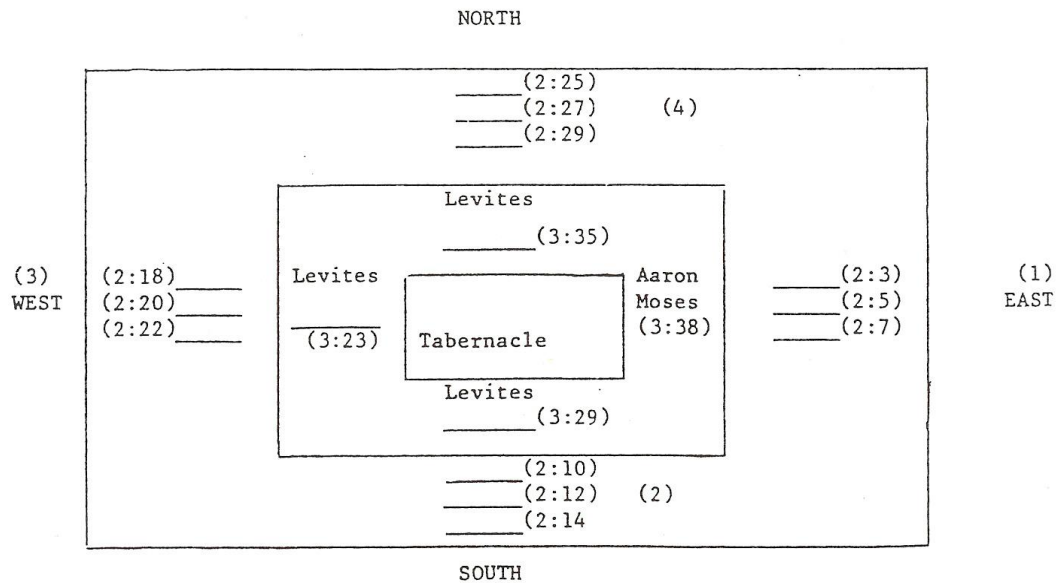 NORTH
(2:25)
(2:27) (4)
(2:29)
Levites
(3:35)
(3) (2:18) Levites Aaron (2:3) (1)
WEST (2:20) Moses (2:5) EAST
(2:22) (3:23) Tabernacle (3:38) (2:7)
Levites
(3:29)
(2:10)
(2:12) (2)
(2:14
SOUTH